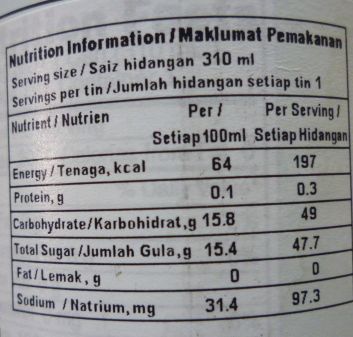 Nutrition Information / Maklumat Pemakanan
Serving size / Saiz hidangan 310 ml
Servings per tin / Jumlah hidangan setiap tin 1
Nutrient / Nutrien Per / Setiap 100ml Per Serving / Setiap Hidangan
Energy / Tenaga, kcal 64 197
Protein, g 0.1 0.3
Carbohydrate / Karbohidrat, g 15.8 49
Total Sugar / Jumlah Gula, g 15.4 47.7
Fat / Lemak, g 0 0
Sodium / Natrium, mg 31.4 97.3